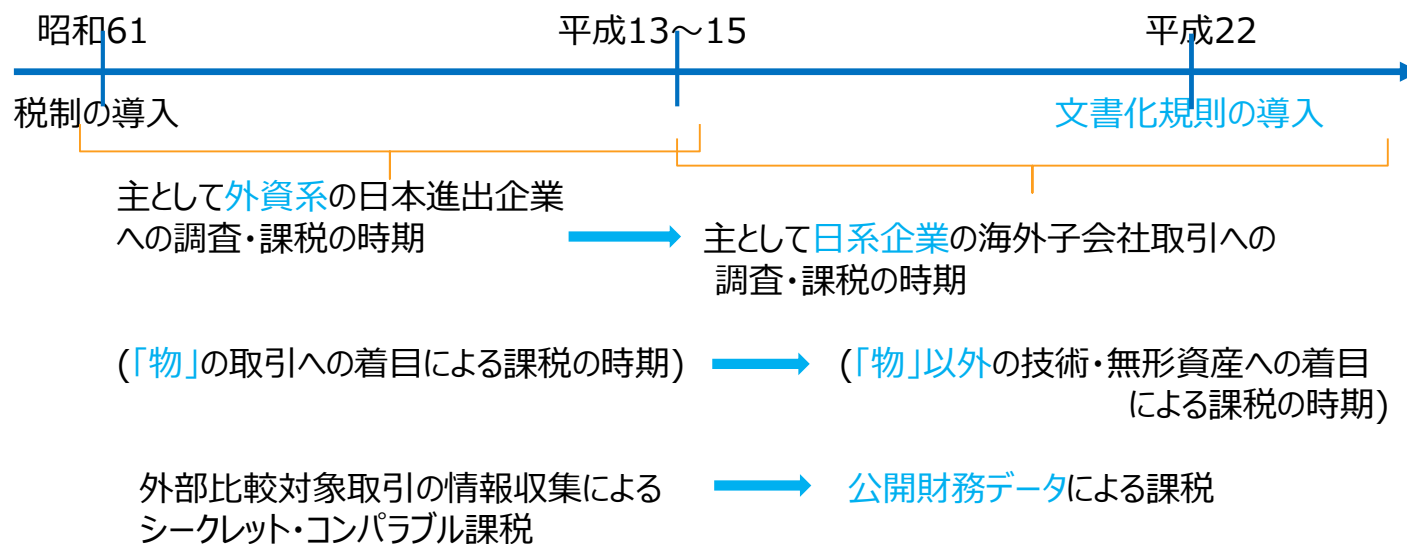 昭和61
平成13～15
平成22
税制の導入
文書化規則の導入
主として外資系の日本進出企業
への調査・課税の時期
主として日系企業の海外子会社取引への
調査・課税の時期
(「物」の取引への着目による課税の時期)
(「物」以外の技術・無形資産への着目
による課税の時期)
外部比較対象取引の情報収集による
シークレット・コンパラブル課税
公開財務データによる課税